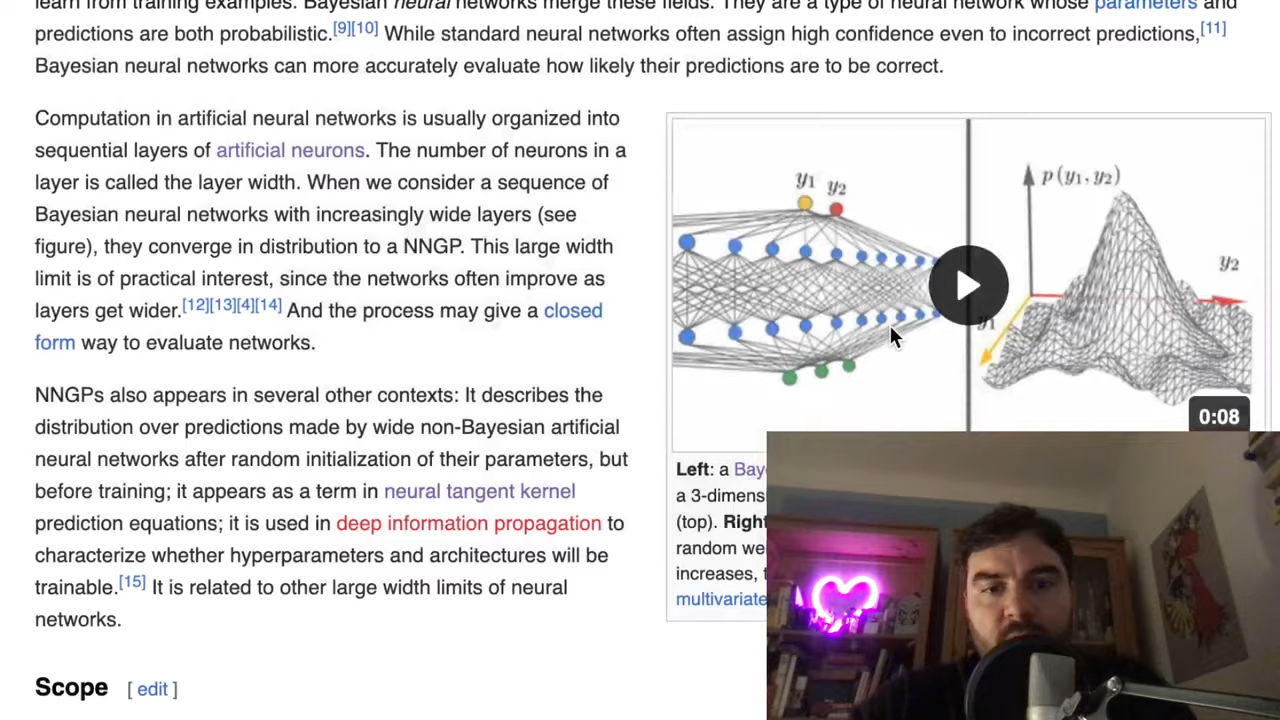 learn from training examples. Bayesian neural networks merge these fields. They are a type of neural network whose parameters and
predictions are both probabilistic.[9][10] While standard neural networks often assign high confidence even to incorrect predictions,[11]
Bayesian neural networks can more accurately evaluate how likely their predictions are to be correct.
Computation in artificial neural networks is usually organized into
sequential layers of artificial neurons. The number of neurons in a
layer is called the layer width. When we consider a sequence of
Bayesian neural networks with increasingly wide layers (see
figure), they converge in distribution to a NNGP. This large width
limit is of practical interest, since the networks often improve as
layers get wider.[12][13][4][14] And the process may give a closed
form way to evaluate networks.
NNGPs also appears in several other contexts: It describes the
distribution over predictions made by wide non-Bayesian artificial
neural networks after random initialization of their parameters, but
before training; it appears as a term in neural tangent kernel
prediction equations; it is used in deep information propagation to
characterize whether hyperparameters and architectures will be
trainable.[15] It is related to other large width limits of neural
networks.
Scope [ edit ]
y1 y2
p(y1, y2)
y2
y1
0:08
Left: a Bay
a 3-dimens
(top). Right
random we
increases, t
multivariate